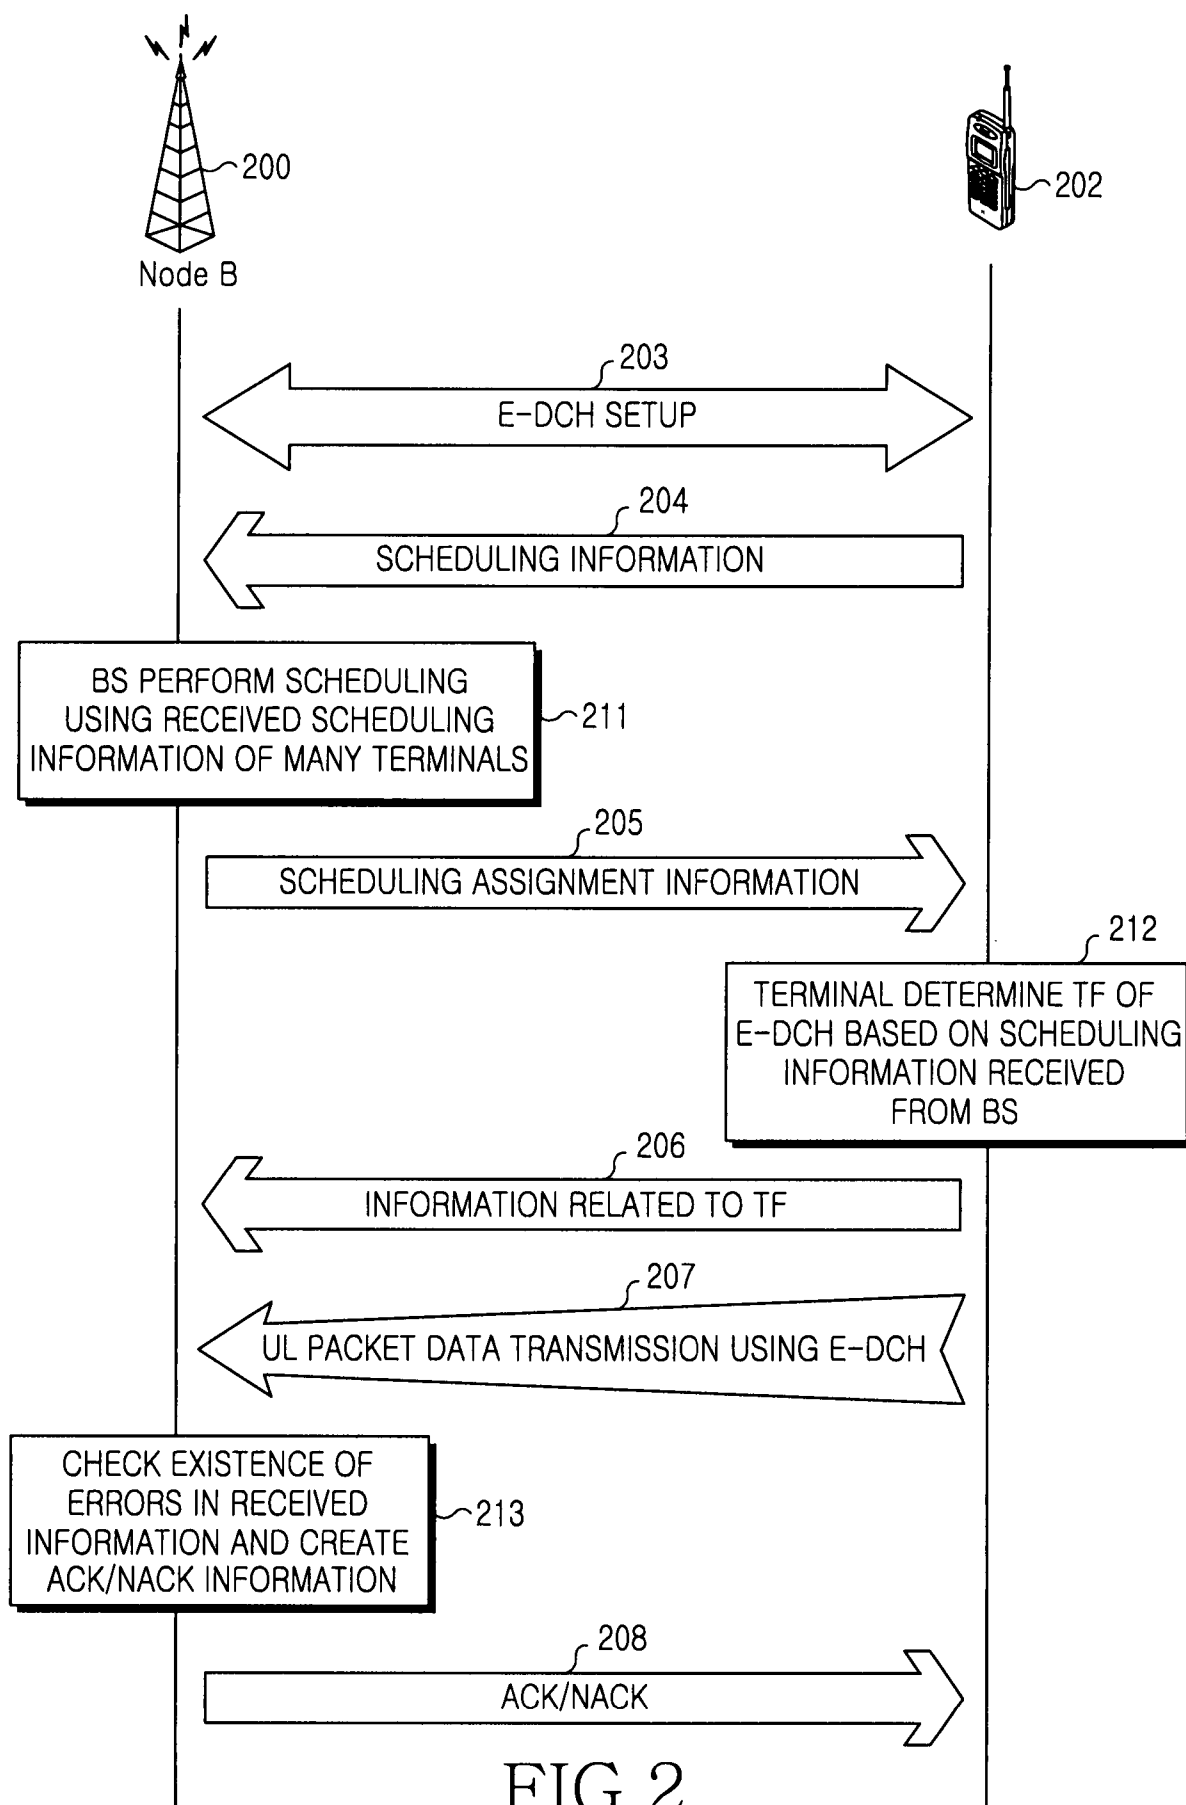 200
202
Node B
203
E-DCH SETUP
204
SCHEDULING INFORMATION
BS PERFORM SCHEDULING
USING RECEIVED SCHEDULING
INFORMATION OF MANY TERMINALS
211
205
SCHEDULING ASSIGNMENT INFORMATION
212
TERMINAL DETERMINE TF OF
E-DCH BASED ON SCHEDULING
INFORMATION RECEIVED
FROM BS
206
INFORMATION RELATED TO TF
207
UL PACKET DATA TRANSMISSION USING E-DCH
CHECK EXISTENCE OF
ERRORS IN RECEIVED
INFORMATION AND CREATE
ACK/NACK INFORMATION
213
208
ACK/NACK
FIG.2